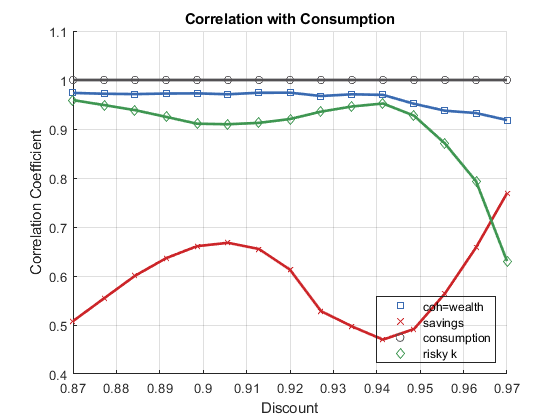 Correlation with Consumption
1.1
1
0.9
0.8
0.7
0.6
0.5
0.4
Correlation Coefficient
coh=wealth
savings
consumption
risky k
0.87 0.88 0.89 0.9 0.91 0.92 0.93 0.94 0.95 0.96 0.97
Discount